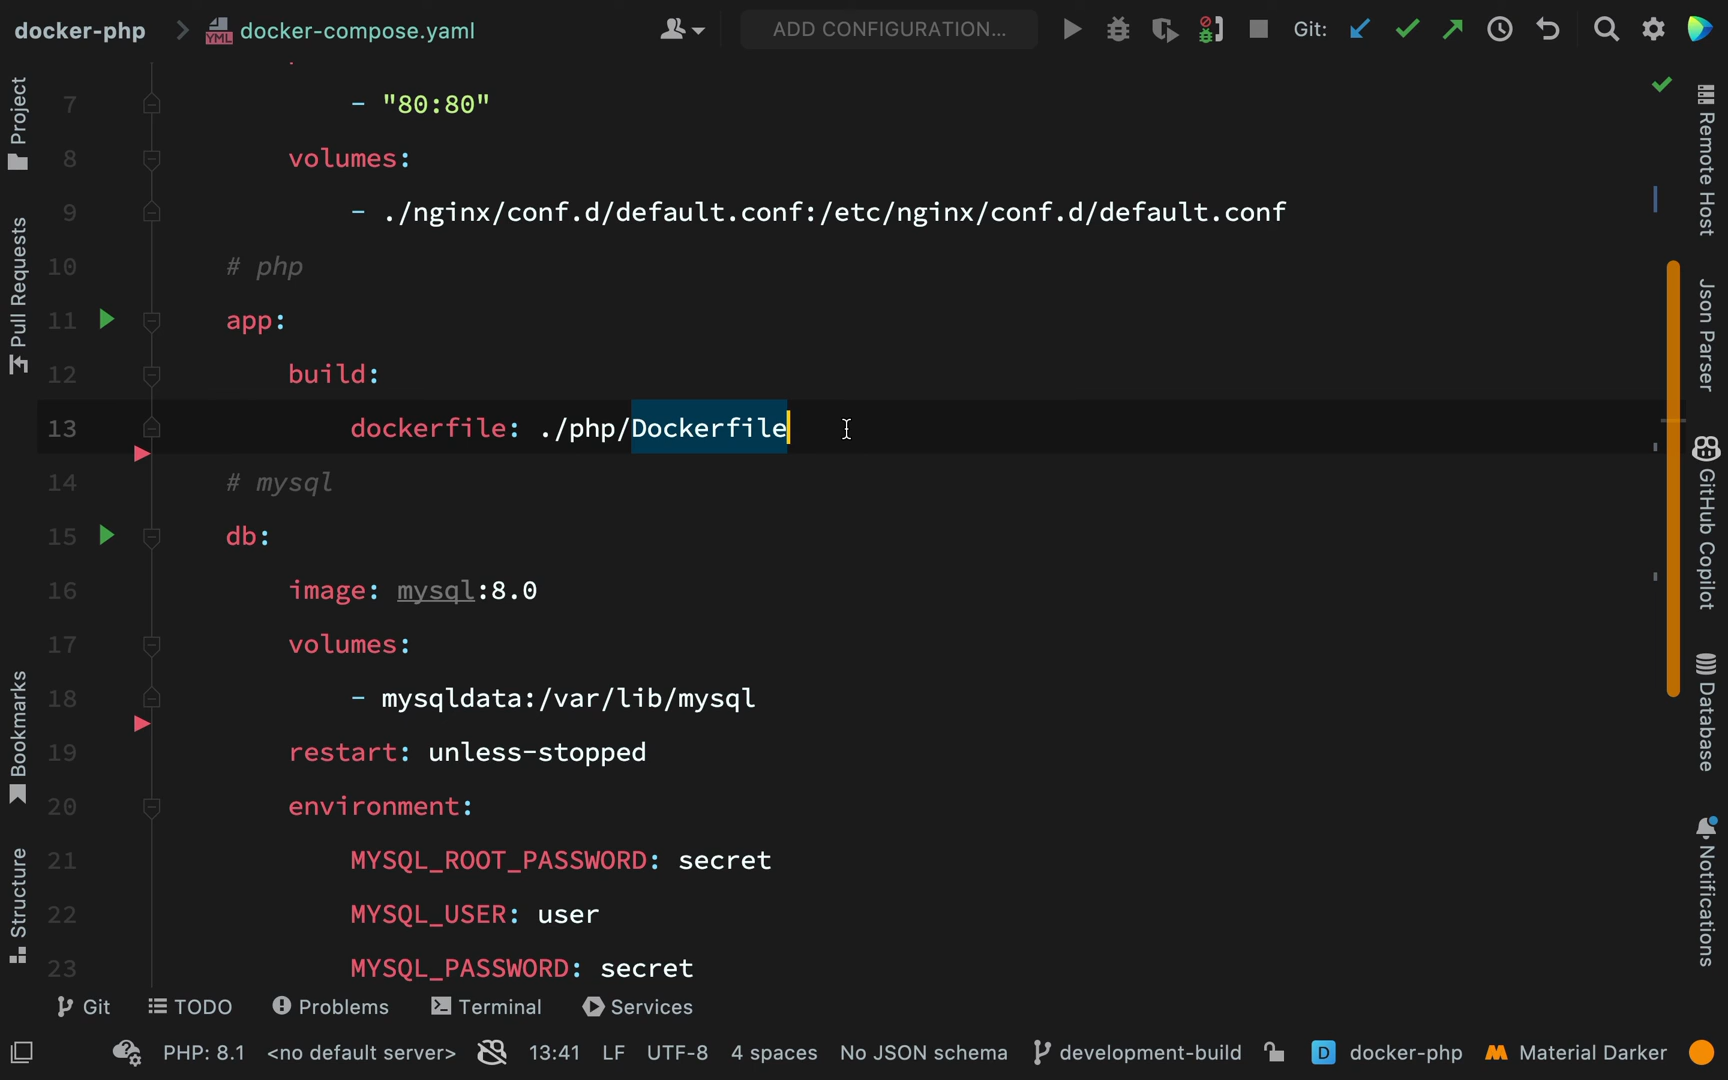 docker-php docker-compose.yaml ADD CONFIGURATION... Git:
7 - "80:80"
8 volumes:
9 - ./nginx/conf.d/default.conf:/etc/nginx/conf.d/default.conf
10 # php
11 app:
12 build:
13 dockerfile: ./php/Dockerfile
14 # mysql
15 db:
16 image: mysql:8.0
17 volumes:
18 - mysqldata:/var/lib/mysql
19 restart: unless-stopped
20 environment:
21 MYSQL_ROOT_PASSWORD: secret
22 MYSQL_USER: user
23 MYSQL_PASSWORD: secret
Project
Pull Requests
Bookmarks
Structure
Remote Host
Json Parser
GitHub Copilot
Database
Notifications
Git TODO Problems Terminal Services
PHP: 8.1 <no default server> 13:41 LF UTF-8 4 spaces No JSON schema development-build D docker-php Material Darker